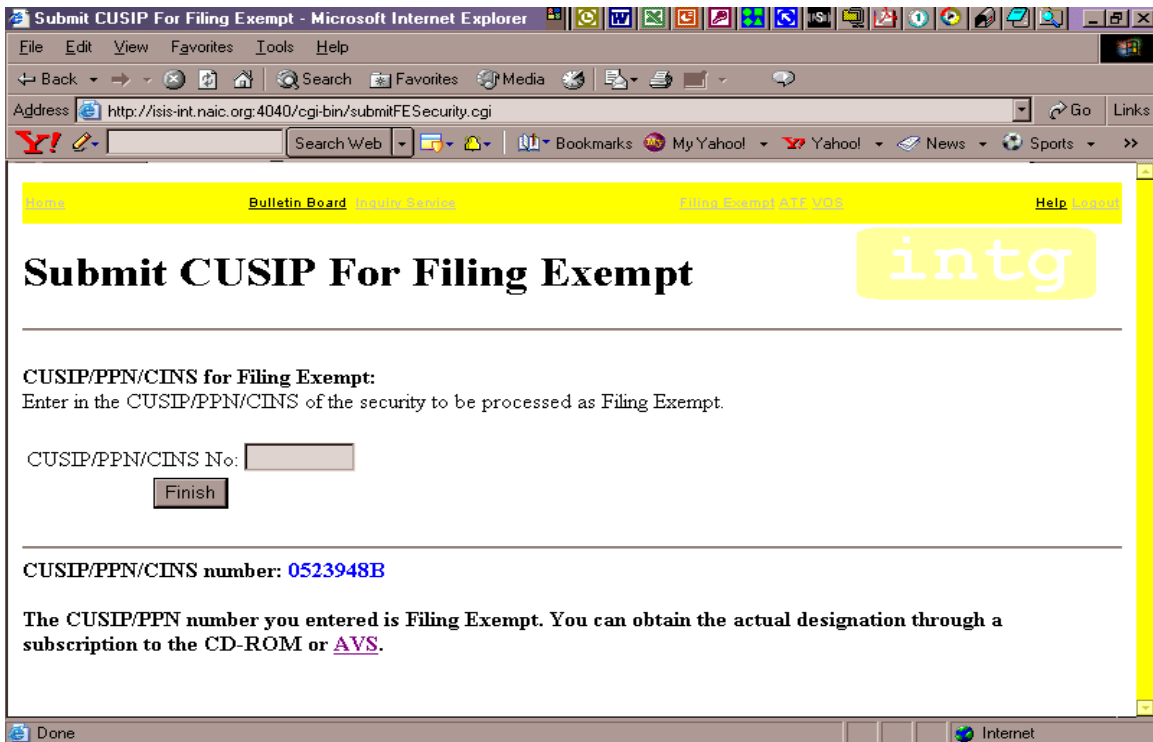 Submit CUSIP For Filing Exempt - Microsoft Internet Explorer
File Edit View Favorites Tools Help
Back Search Favorites Media
Address http://isis-int.naic.org:4040/cgi-bin/submitFESecurity.cgi Go Links
Y! Search Web Bookmarks My Yahoo! Yahoo! News Sports >>
Home Bulletin Board Inquiry Service Filing Exempt ATF VOS Help Logout
Submit CUSIP For Filing Exempt
intg
CUSIP/PPN/CINS for Filing Exempt:
Enter in the CUSIP/PPN/CINS of the security to be processed as Filing Exempt.
CUSIP/PPN/CINS No:
Finish
CUSIP/PPN/CINS number: 0523948B
The CUSIP/PPN number you entered is Filing Exempt. You can obtain the actual designation through a
subscription to the CD-ROM or AVS.
Done Internet